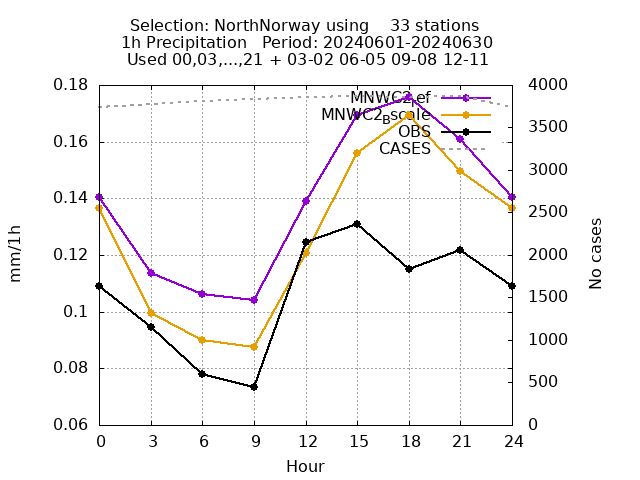 Selection: NorthNorway using    33 stations
1h Precipitation   Period: 20240601-20240630
Used 00,03,...,21 + 03-02 06-05 09-08 12-11
0.18
0.16
0.14
0.12
0.1
0.08
0.06
4000
3500
3000
2500
2000
1500
1000
500
0
MNWC2ref
MNWC2Bscale
OBS
CASES
mm/1h
No cases
0 3 6 9 12 15 18 21 24
Hour